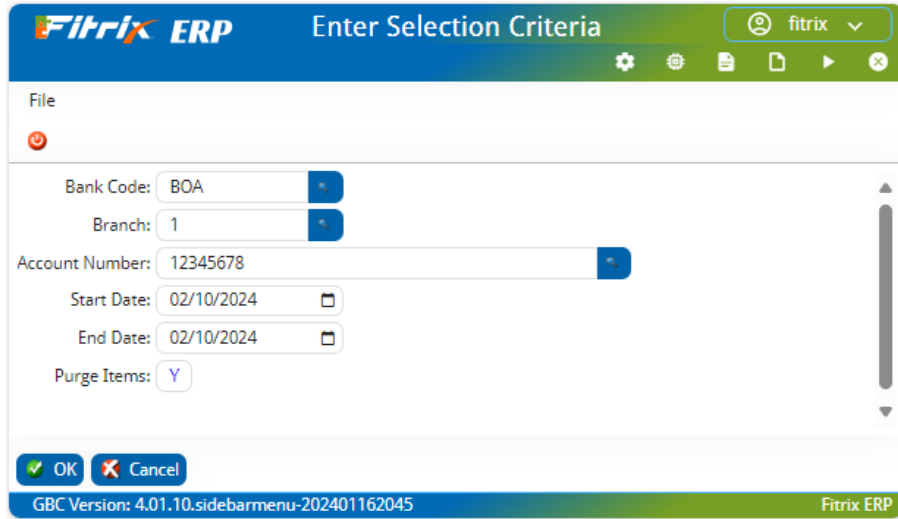 Fitrix ERP Enter Selection Criteria fitrix
File
Bank Code: BOA
Branch: 1
Account Number: 12345678
Start Date: 02/10/2024
End Date: 02/10/2024
Purge Items: Y
OK Cancel
GBC Version: 4.01.10.sidebarmenu-202401162045 Fitrix ERP